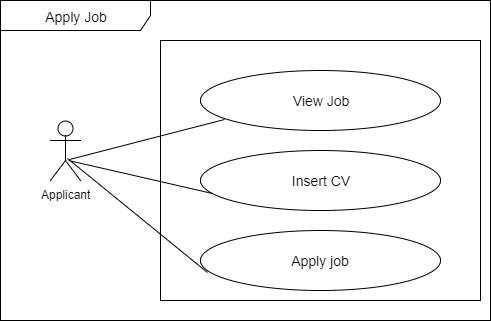 Apply Job
View Job
Insert CV
Applicant
Apply job